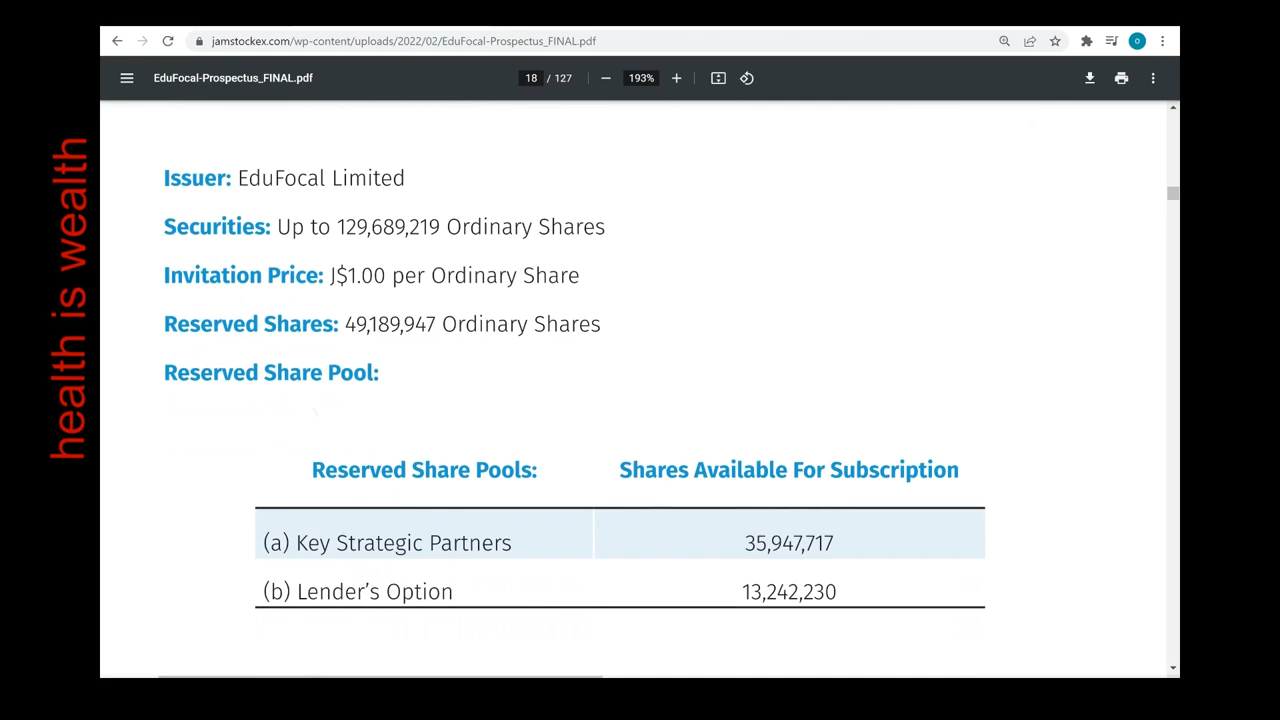 health is wealth
jamstockex.com/wp-content/uploads/2022/02/EduFocal-Prospectus_FINAL.pdf
EduFocal-Prospectus_FINAL.pdf
18 / 127
193%
Issuer: EduFocal Limited
Securities: Up to 129,689,219 Ordinary Shares
Invitation Price: J$1.00 per Ordinary Share
Reserved Shares: 49,189,947 Ordinary Shares
Reserved Share Pool:
Reserved Share Pools: Shares Available For Subscription
(a) Key Strategic Partners 35,947,717
(b) Lender’s Option 13,242,230